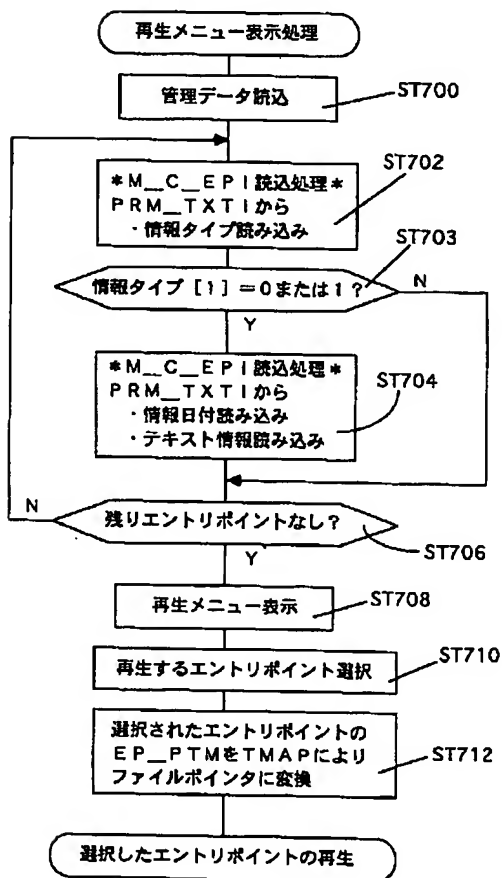 再生メニュー表示処理
管理データ読込
ST700
*M__C__EPI読込処理*
PRM__TXTIから
・情報タイプ読み込み
ST702
ST703
情報タイプ [1] =0または1?
N
Y
*M__C__EPI読込処理*
PRM__TXTIから
・情報日付読み込み
・テキスト情報読み込み
ST704
N
残りエントリポイントなし?
ST706
Y
再生メニュー表示
ST708
再生するエントリポイント選択
ST710
選択されたエントリポイントの
EP__PTMをTMAPにより
ファイルポインタに変換
ST712
選択したエントリポイントの再生